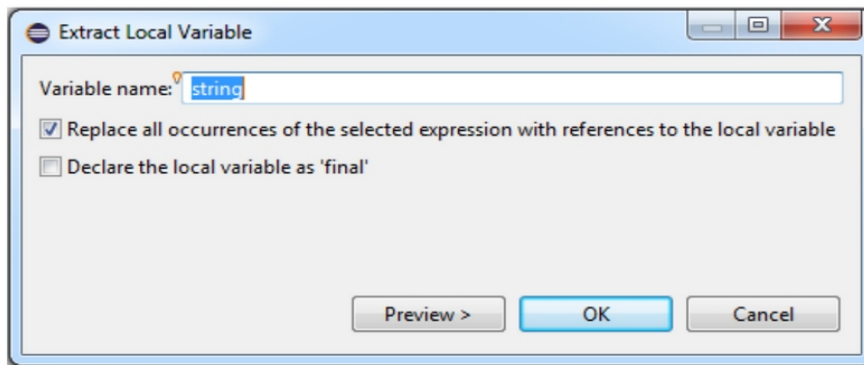 Extract Local Variable
Variable name: string
Replace all occurrences of the selected expression with references to the local variable
Declare the local variable as 'final'
Preview > OK Cancel